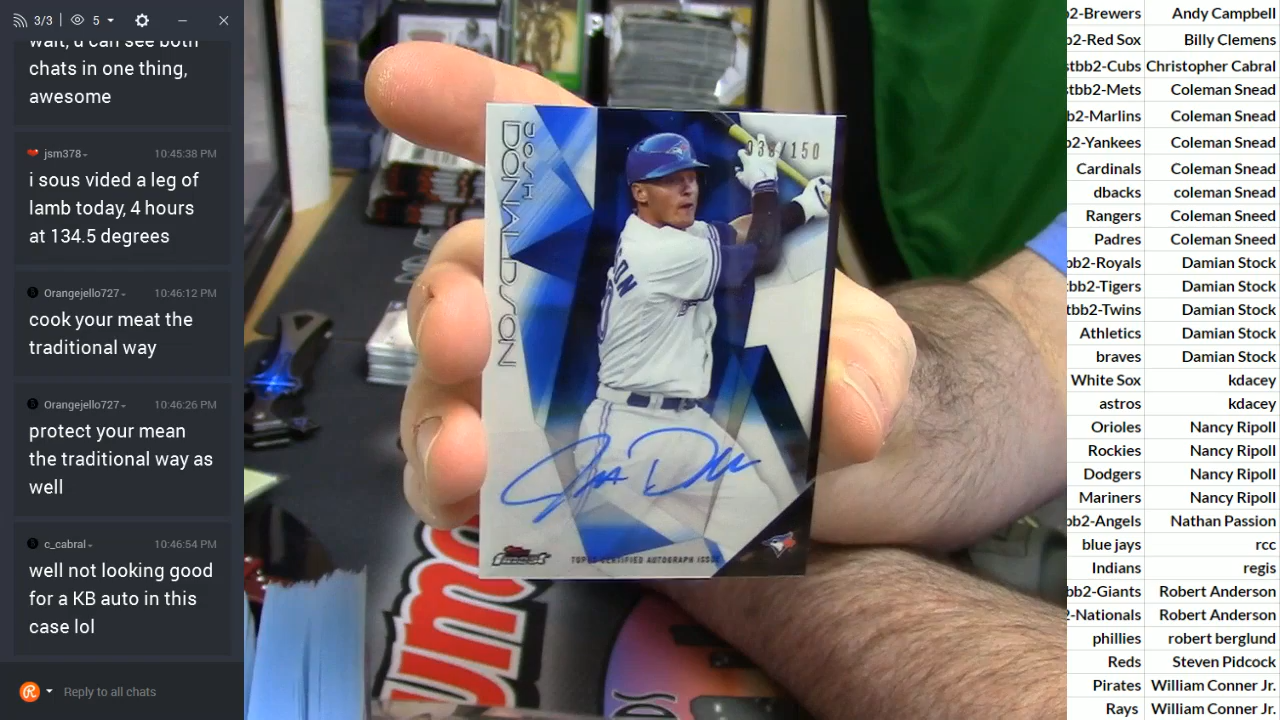 3/3 5
wait, u can see both
chats in one thing,
awesome
jsm378 10:45:38 PM
i sous vided a leg of
lamb today, 4 hours
at 134.5 degrees
Orangejello727 10:46:12 PM
cook your meat the
traditional way
Orangejello727 10:46:26 PM
protect your mean
the traditional way as
well
c_cabral 10:46:54 PM
well not looking good
for a KB auto in this
case lol
Reply to all chats
JOSH
DONALDSON
/150
SON
Topps
Finest
TOPPS CERTIFIED AUTOGRAPH ISSUE
b2-Brewers Andy Campbell
b2-Red Sox Billy Clemens
stbb2-Cubs Christopher Cabral
stbb2-Mets Coleman Snead
b2-Marlins Coleman Snead
b2-Yankees Coleman Snead
Cardinals Coleman Snead
dbacks coleman Snead
Rangers Coleman Sneed
Padres Coleman Sneed
bb2-Royals Damian Stock
bb2-Tigers Damian Stock
tbb2-Twins Damian Stock
Athletics Damian Stock
braves Damian Stock
White Sox kdacey
astros kdacey
Orioles Nancy Ripoll
Rockies Nancy Ripoll
Dodgers Nancy Ripoll
Mariners Nancy Ripoll
bb2-Angels Nathan Passion
blue jays rcc
Indians regis
bb2-Giants Robert Anderson
2-Nationals Robert Anderson
phillies robert berglund
Reds Steven Pidcock
Pirates William Conner Jr.
Rays William Conner Jr.